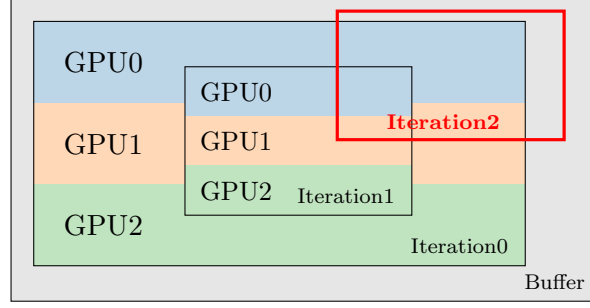 GPU0
GPU0
Iteration2
GPU1
GPU1
GPU2
Iteration1
GPU2
Iteration0
Buffer